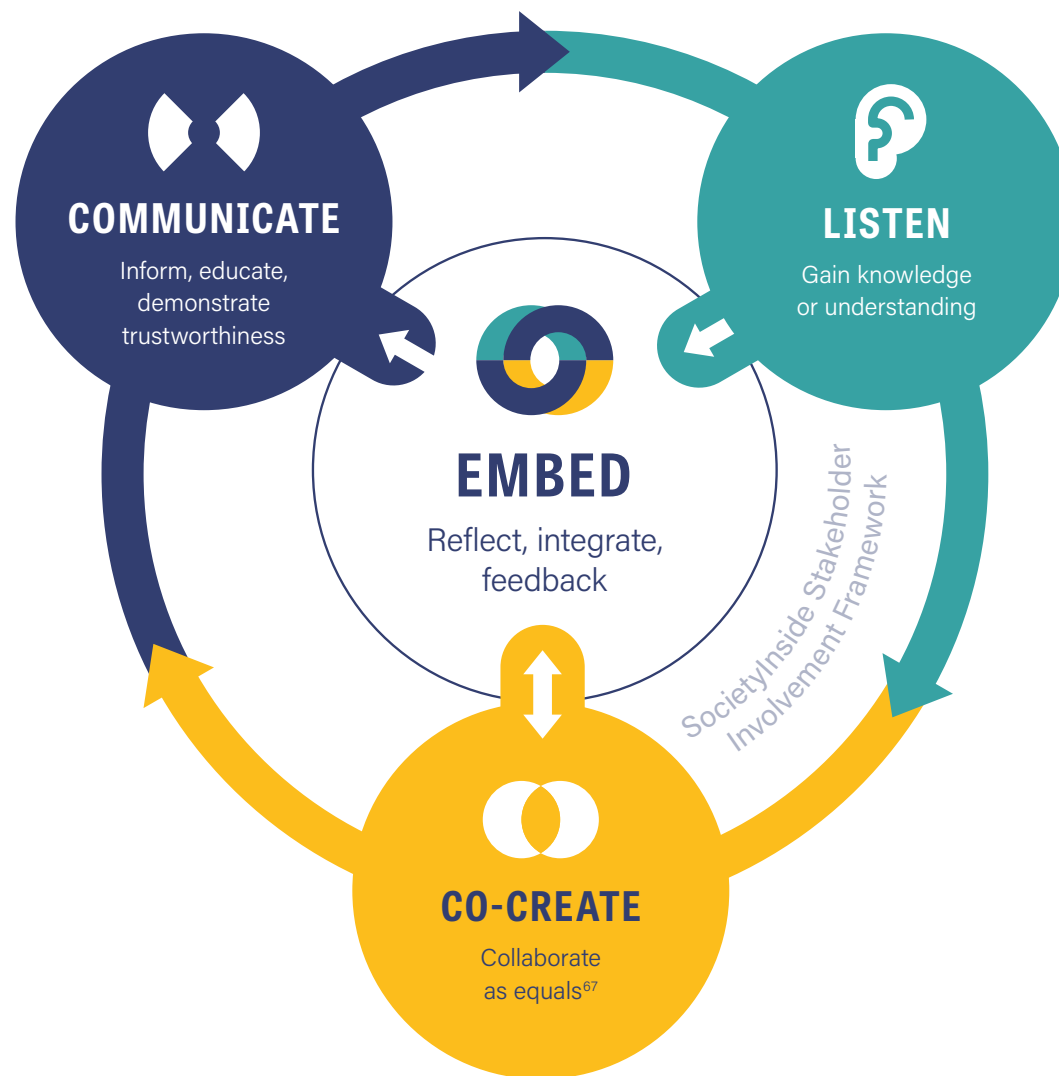 COMMUNICATE
Inform, educate,
demonstrate
trustworthiness
LISTEN
Gain knowledge
or understanding
EMBED
Reflect, integrate,
feedback
SocietyInside Stakeholder
Involvement Framework
CO-CREATE
Collaborate
as equals⁶⁷